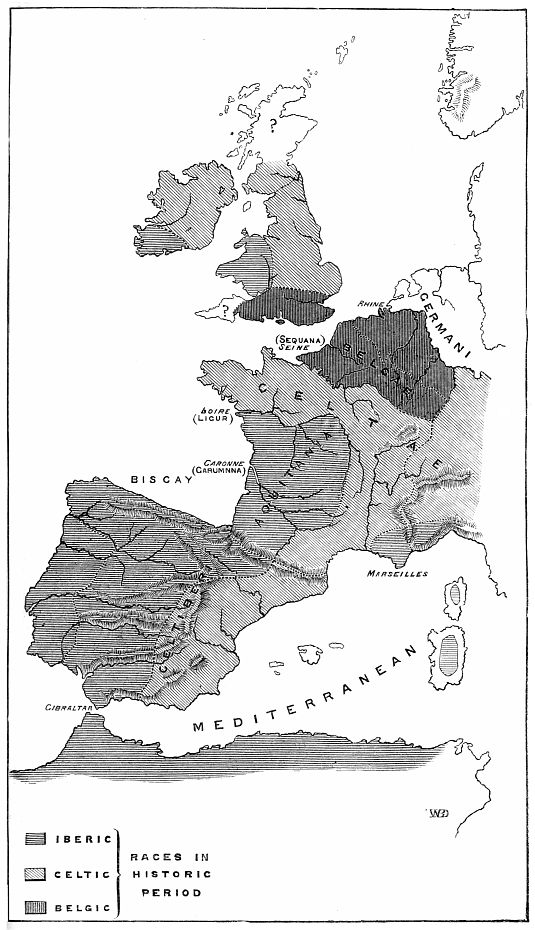 ?
?
RHINE
GERMANI
(SEQUANA)
SEINE
BELGAE
CELTAE
LOIRE
(LIGUR)
AQUITANIA
GARONNE
(GARUMNNA)
BISCAY
MARSEILLES
CELTIBERI
GIBRALTAR
MEDITERRANEAN
IBERIC
CELTIC
BELGIC
RACES IN
HISTORIC
PERIOD